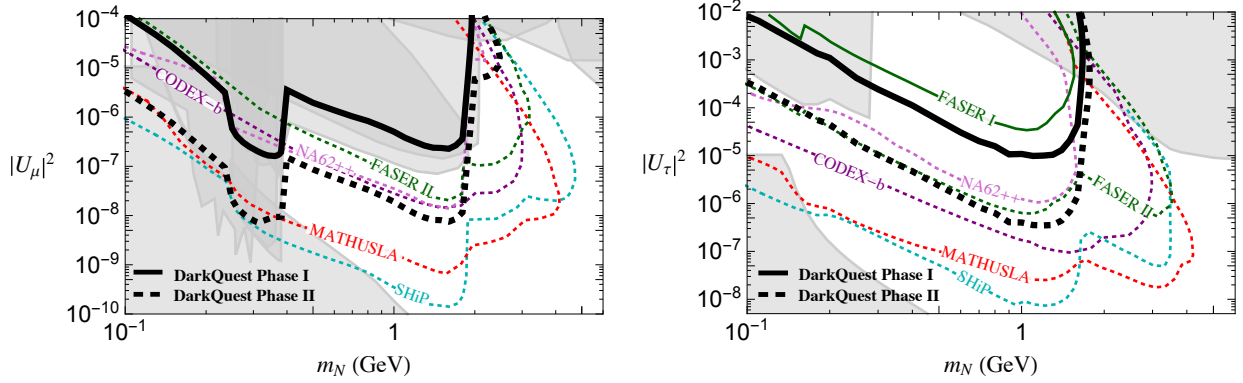 10^-4
10^-5
10^-6
10^-7
10^-8
10^-9
10^-10
|U_μ|^2
CODEX-b
NA62++
FASER II
MATHUSLA
SHiP
DarkQuest Phase I
DarkQuest Phase II
10^-1
1
m_N (GeV)
10^-2
10^-3
10^-4
10^-5
10^-6
10^-7
10^-8
|U_τ|^2
FASER I
NA62++
CODEX-b
FASER II
MATHUSLA
SHiP
DarkQuest Phase I
DarkQuest Phase II
10^-1
1
m_N (GeV)